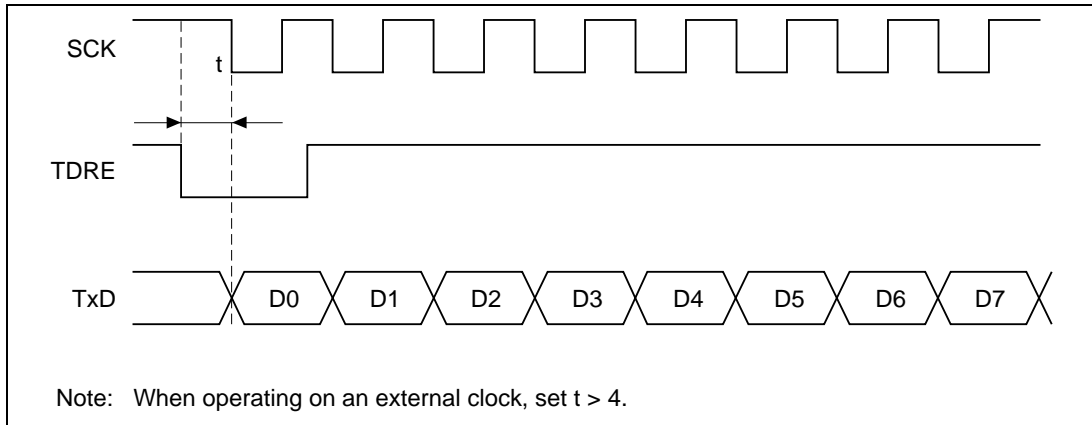 SCK
t
TDRE
TxD D0 D1 D2 D3 D4 D5 D6 D7
Note: When operating on an external clock, set t > 4.